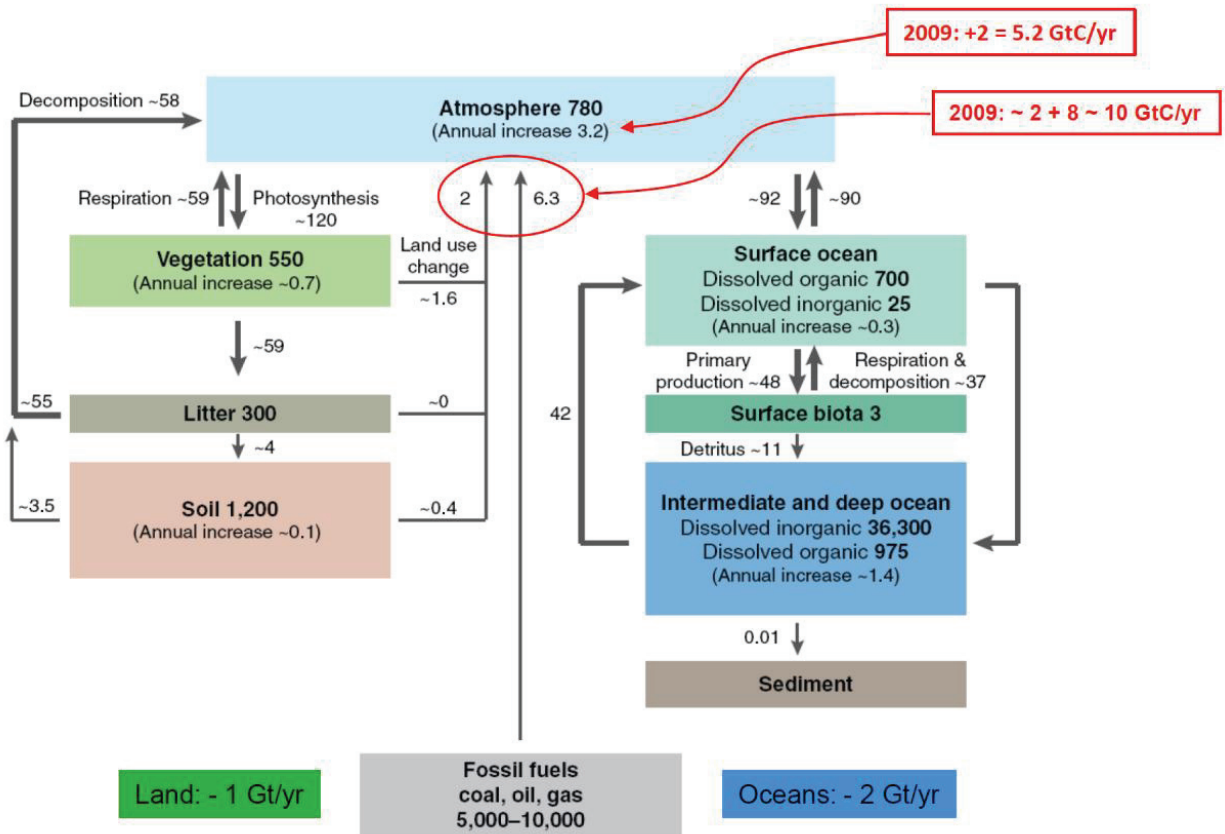 2009: +2 = 5.2 GtC/yr
2009: ~ 2 + 8 ~ 10 GtC/yr
Decomposition ~58
Atmosphere 780
(Annual increase 3.2)
Respiration ~59
Photosynthesis
~120
2
6.3
~92
~90
Vegetation 550
(Annual increase ~0.7)
Land use
change
~1.6
Surface ocean
Dissolved organic 700
Dissolved inorganic 25
(Annual increase ~0.3)
~59
Primary
production ~48
Respiration &
decomposition ~37
~55
Litter 300
~0
42
Surface biota 3
~4
Detritus ~11
~3.5
Soil 1,200
(Annual increase ~0.1)
~0.4
Intermediate and deep ocean
Dissolved inorganic 36,300
Dissolved organic 975
(Annual increase ~1.4)
0.01
Sediment
Land: - 1 Gt/yr
Fossil fuels
coal, oil, gas
5,000–10,000
Oceans: - 2 Gt/yr